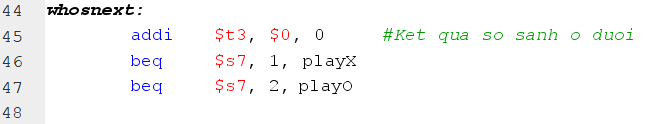 44 whosnext:
45 addi $t3, $0, 0 #Ket qua so sanh o duoi
46 beq $s7, 1, playX
47 beq $s7, 2, playO
48